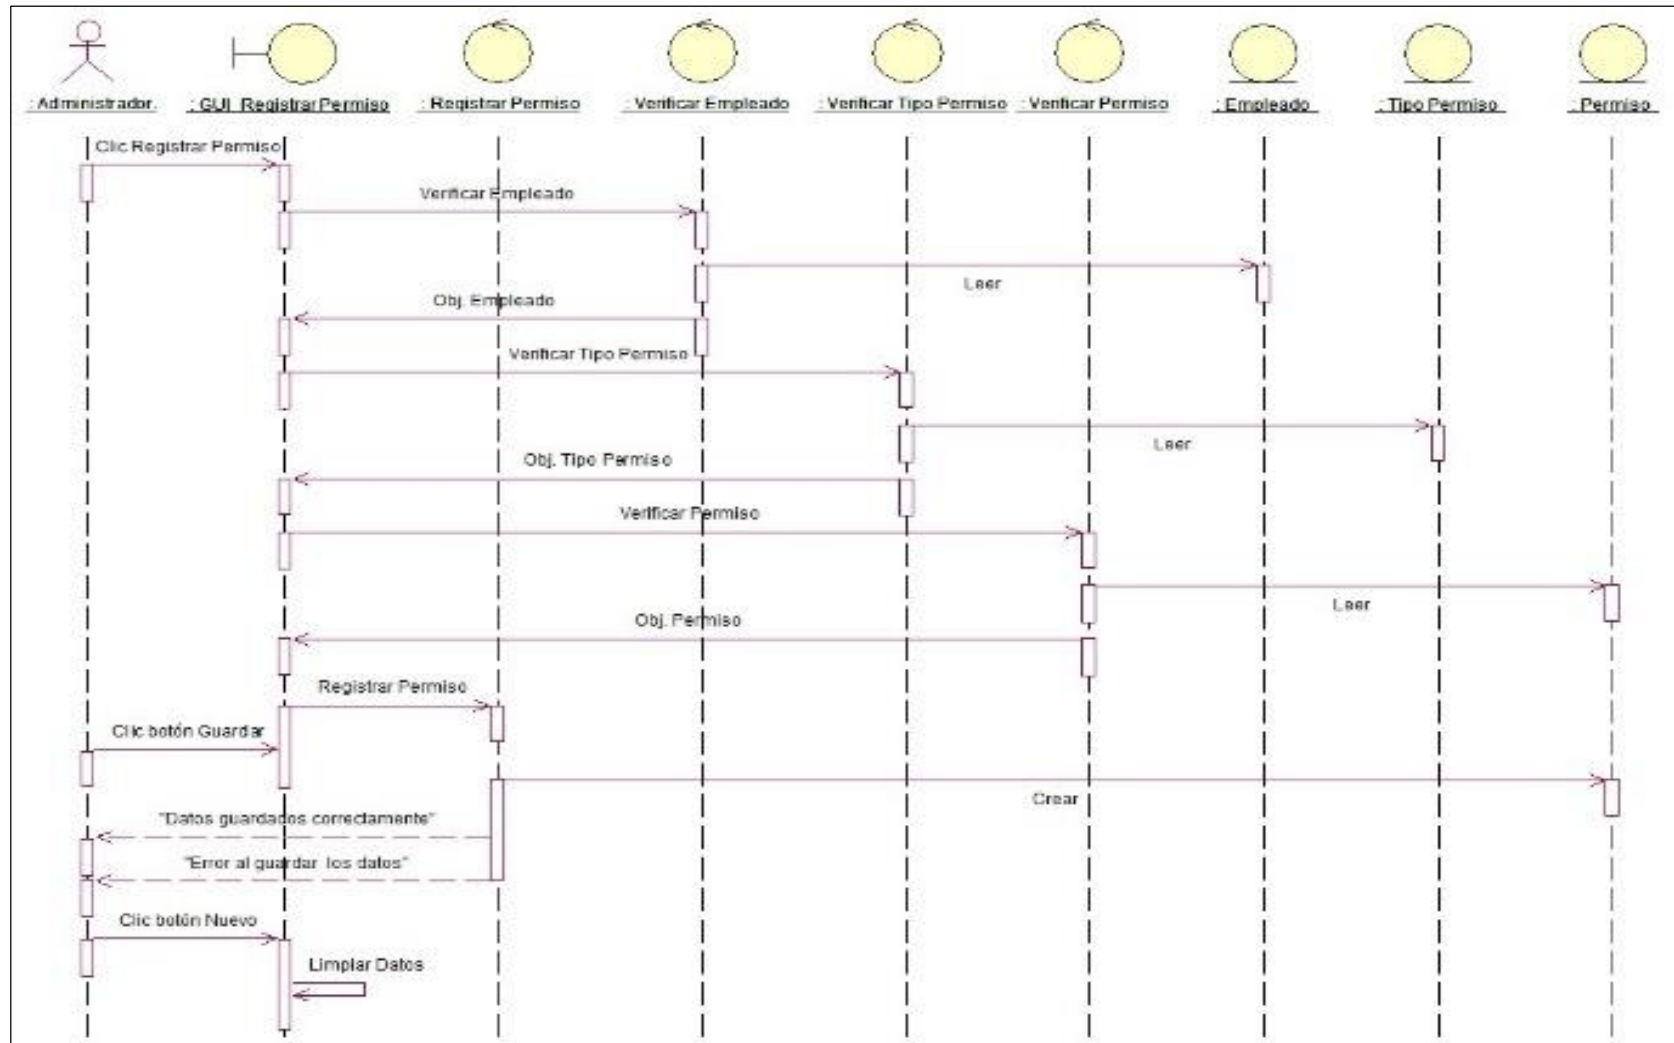 : Administrador.
: GUI_RegistrarPermiso
: Registrar Permiso
: Verificar Empleado
: Verificar Tipo Permiso
: Verificar Permiso
: Empleado
: Tipo Permiso
: Permiso
Clic Registrar Permiso
Verificar Empleado
Leer
Obj. Empleado
Verificar Tipo Permiso
Leer
Obj. Tipo Permiso
Verificar Permiso
Leer
Obj. Permiso
Registrar Permiso
Clic botón Guardar
Crear
"Datos guardados correctamente"
"Error al guardar los datos"
Clic botón Nuevo
Limpiar Datos